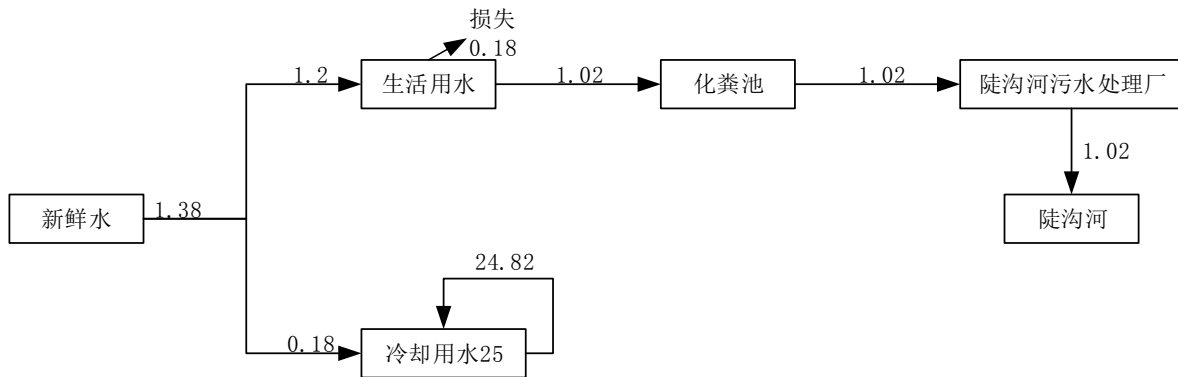 损失
0.18
1.2
生活用水
1.02
化粪池
1.02
陡沟河污水处理厂
1.02
新鲜水
1.38
陡沟河
24.82
0.18
冷却用水25